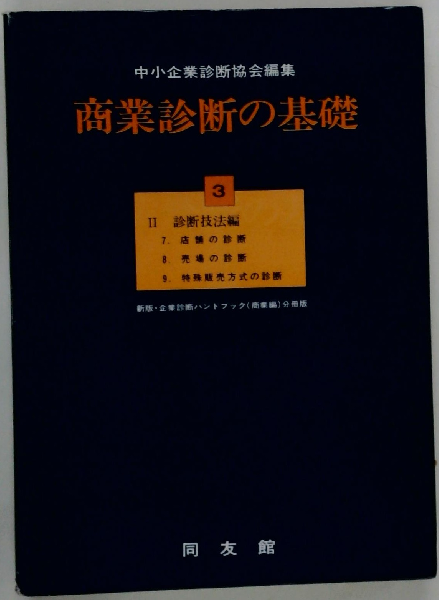 中小企業診断協会編集
商業診断の基礎
3
II 診断技法編
7. 店舗の診断
8. 売場の診断
9. 特殊販売方式の診断
新版・企業診断ハンドブック(商業編)分冊版
同友館